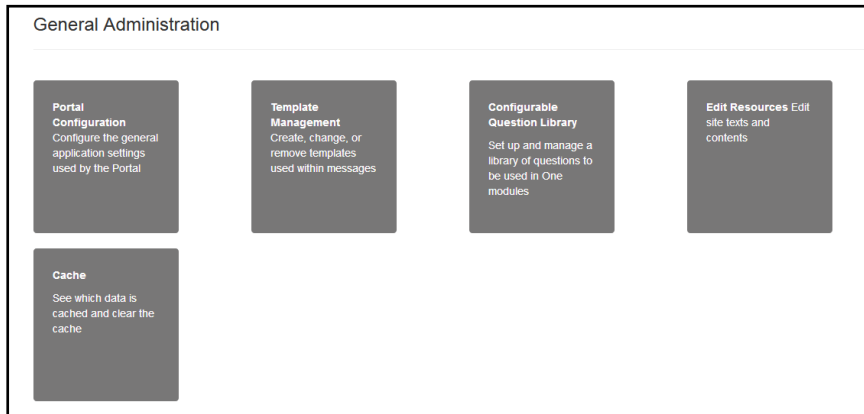 General Administration
Portal
Configuration
Configure the general
application settings
used by the Portal
Template
Management
Create, change, or
remove templates
used within messages
Configurable
Question Library
Set up and manage a
library of questions to
be used in One
modules
Edit Resources Edit
site texts and
contents
Cache
See which data is
cached and clear the
cache